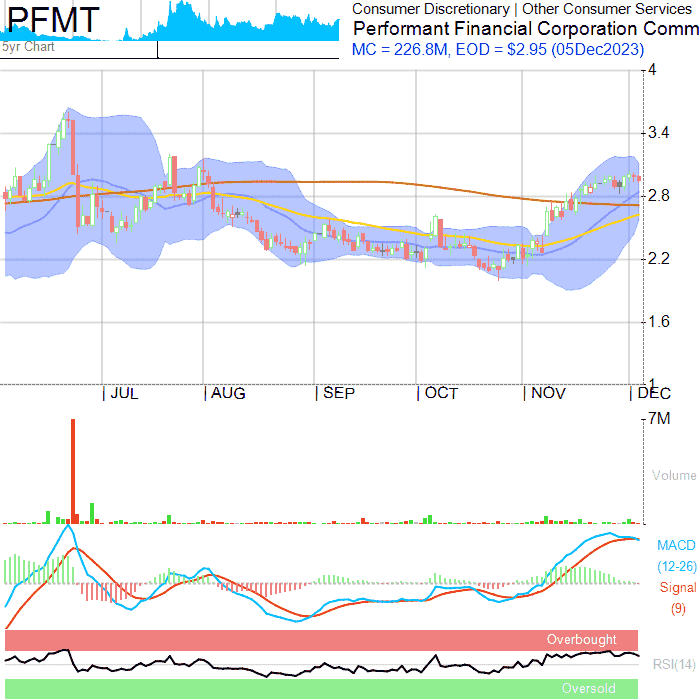 PFMT
5yr Chart
Consumer Discretionary | Other Consumer Services
Performant Financial Corporation Comm
MC = 226.8M, EOD = $2.95 (05Dec2023)
4
3.4
2.8
2.2
1.6
1
JUL
AUG
SEP
OCT
NOV
DEC
7M
Volume
MACD
(12-26)
Signal
(9)
Overbought
RSI(14)
Oversold